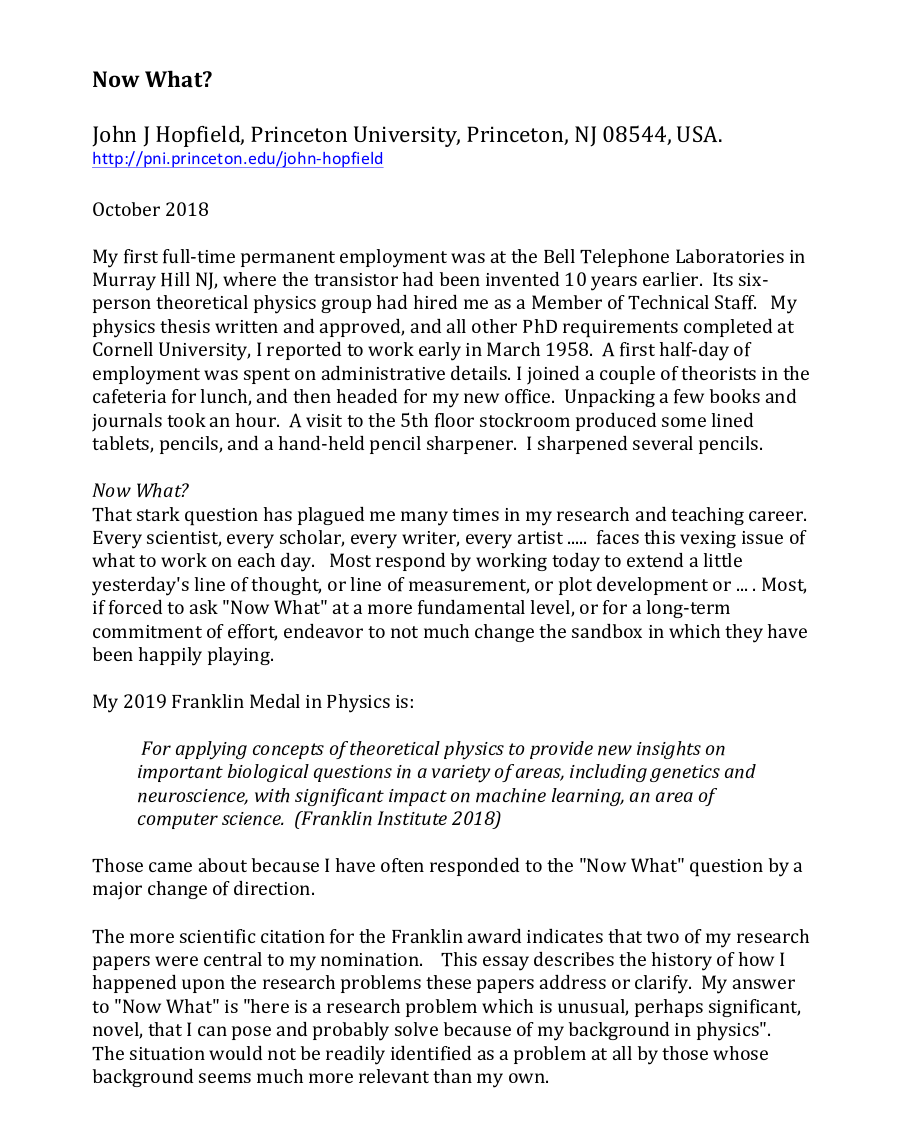 Now What?
John J Hopfield, Princeton University, Princeton, NJ 08544, USA.
http://pni.princeton.edu/john-hopfield
October 2018
My first full-time permanent employment was at the Bell Telephone Laboratories in
Murray Hill NJ, where the transistor had been invented 10 years earlier.  Its six-
person theoretical physics group had hired me as a Member of Technical Staff.   My
physics thesis written and approved, and all other PhD requirements completed at
Cornell University, I reported to work early in March 1958.  A first half-day of
employment was spent on administrative details. I joined a couple of theorists in the
cafeteria for lunch, and then headed for my new office.  Unpacking a few books and
journals took an hour.  A visit to the 5th floor stockroom produced some lined
tablets, pencils, and a hand-held pencil sharpener.  I sharpened several pencils.
Now What?
That stark question has plagued me many times in my research and teaching career.
Every scientist, every scholar, every writer, every artist .....  faces this vexing issue of
what to work on each day.   Most respond by working today to extend a little
yesterday's line of thought, or line of measurement, or plot development or ... . Most,
if forced to ask "Now What" at a more fundamental level, or for a long-term
commitment of effort, endeavor to not much change the sandbox in which they have
been happily playing.
My 2019 Franklin Medal in Physics is:
For applying concepts of theoretical physics to provide new insights on
important biological questions in a variety of areas, including genetics and
neuroscience, with significant impact on machine learning, an area of
computer science.  (Franklin Institute 2018)
Those came about because I have often responded to the "Now What" question by a
major change of direction.
The more scientific citation for the Franklin award indicates that two of my research
papers were central to my nomination.    This essay describes the history of how I
happened upon the research problems these papers address or clarify.  My answer
to "Now What" is "here is a research problem which is unusual, perhaps significant,
novel, that I can pose and probably solve because of my background in physics".
The situation would not be readily identified as a problem at all by those whose
background seems much more relevant than my own.